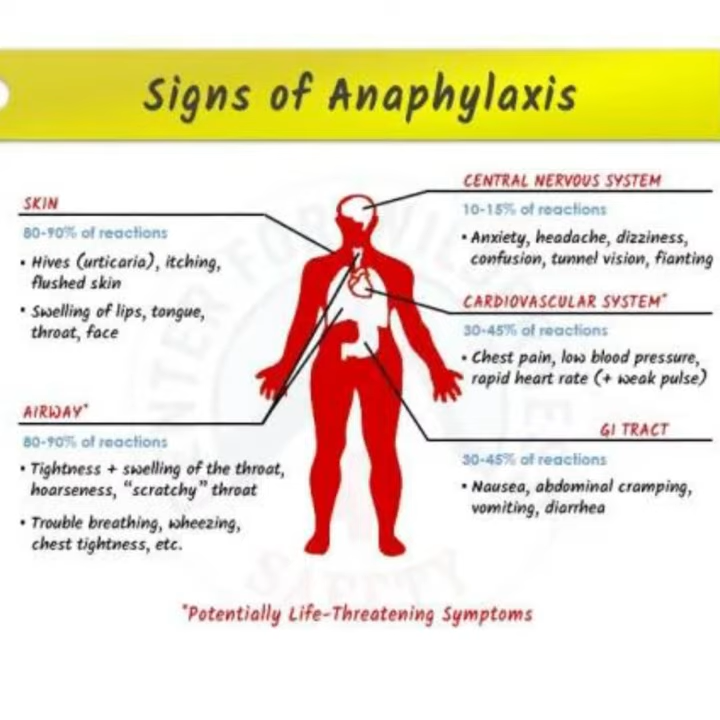 Signs of Anaphylaxis
SKIN
80-90% of reactions
• Hives (urticaria), itching,
flushed skin
• Swelling of lips, tongue,
throat, face
AIRWAY*
80-90% of reactions
• Tightness + swelling of the throat,
hoarseness, “scratchy” throat
• Trouble breathing, wheezing,
chest tightness, etc.
CENTRAL NERVOUS SYSTEM
10-15% of reactions
• Anxiety, headache, dizziness,
confusion, tunnel vision, fianting
CARDIOVASCULAR SYSTEM*
30-45% of reactions
• Chest pain, low blood pressure,
rapid heart rate (+ weak pulse)
GI TRACT
30-45% of reactions
• Nausea, abdominal cramping,
vomiting, diarrhea
*Potentially Life-Threatening Symptoms
SAFETY